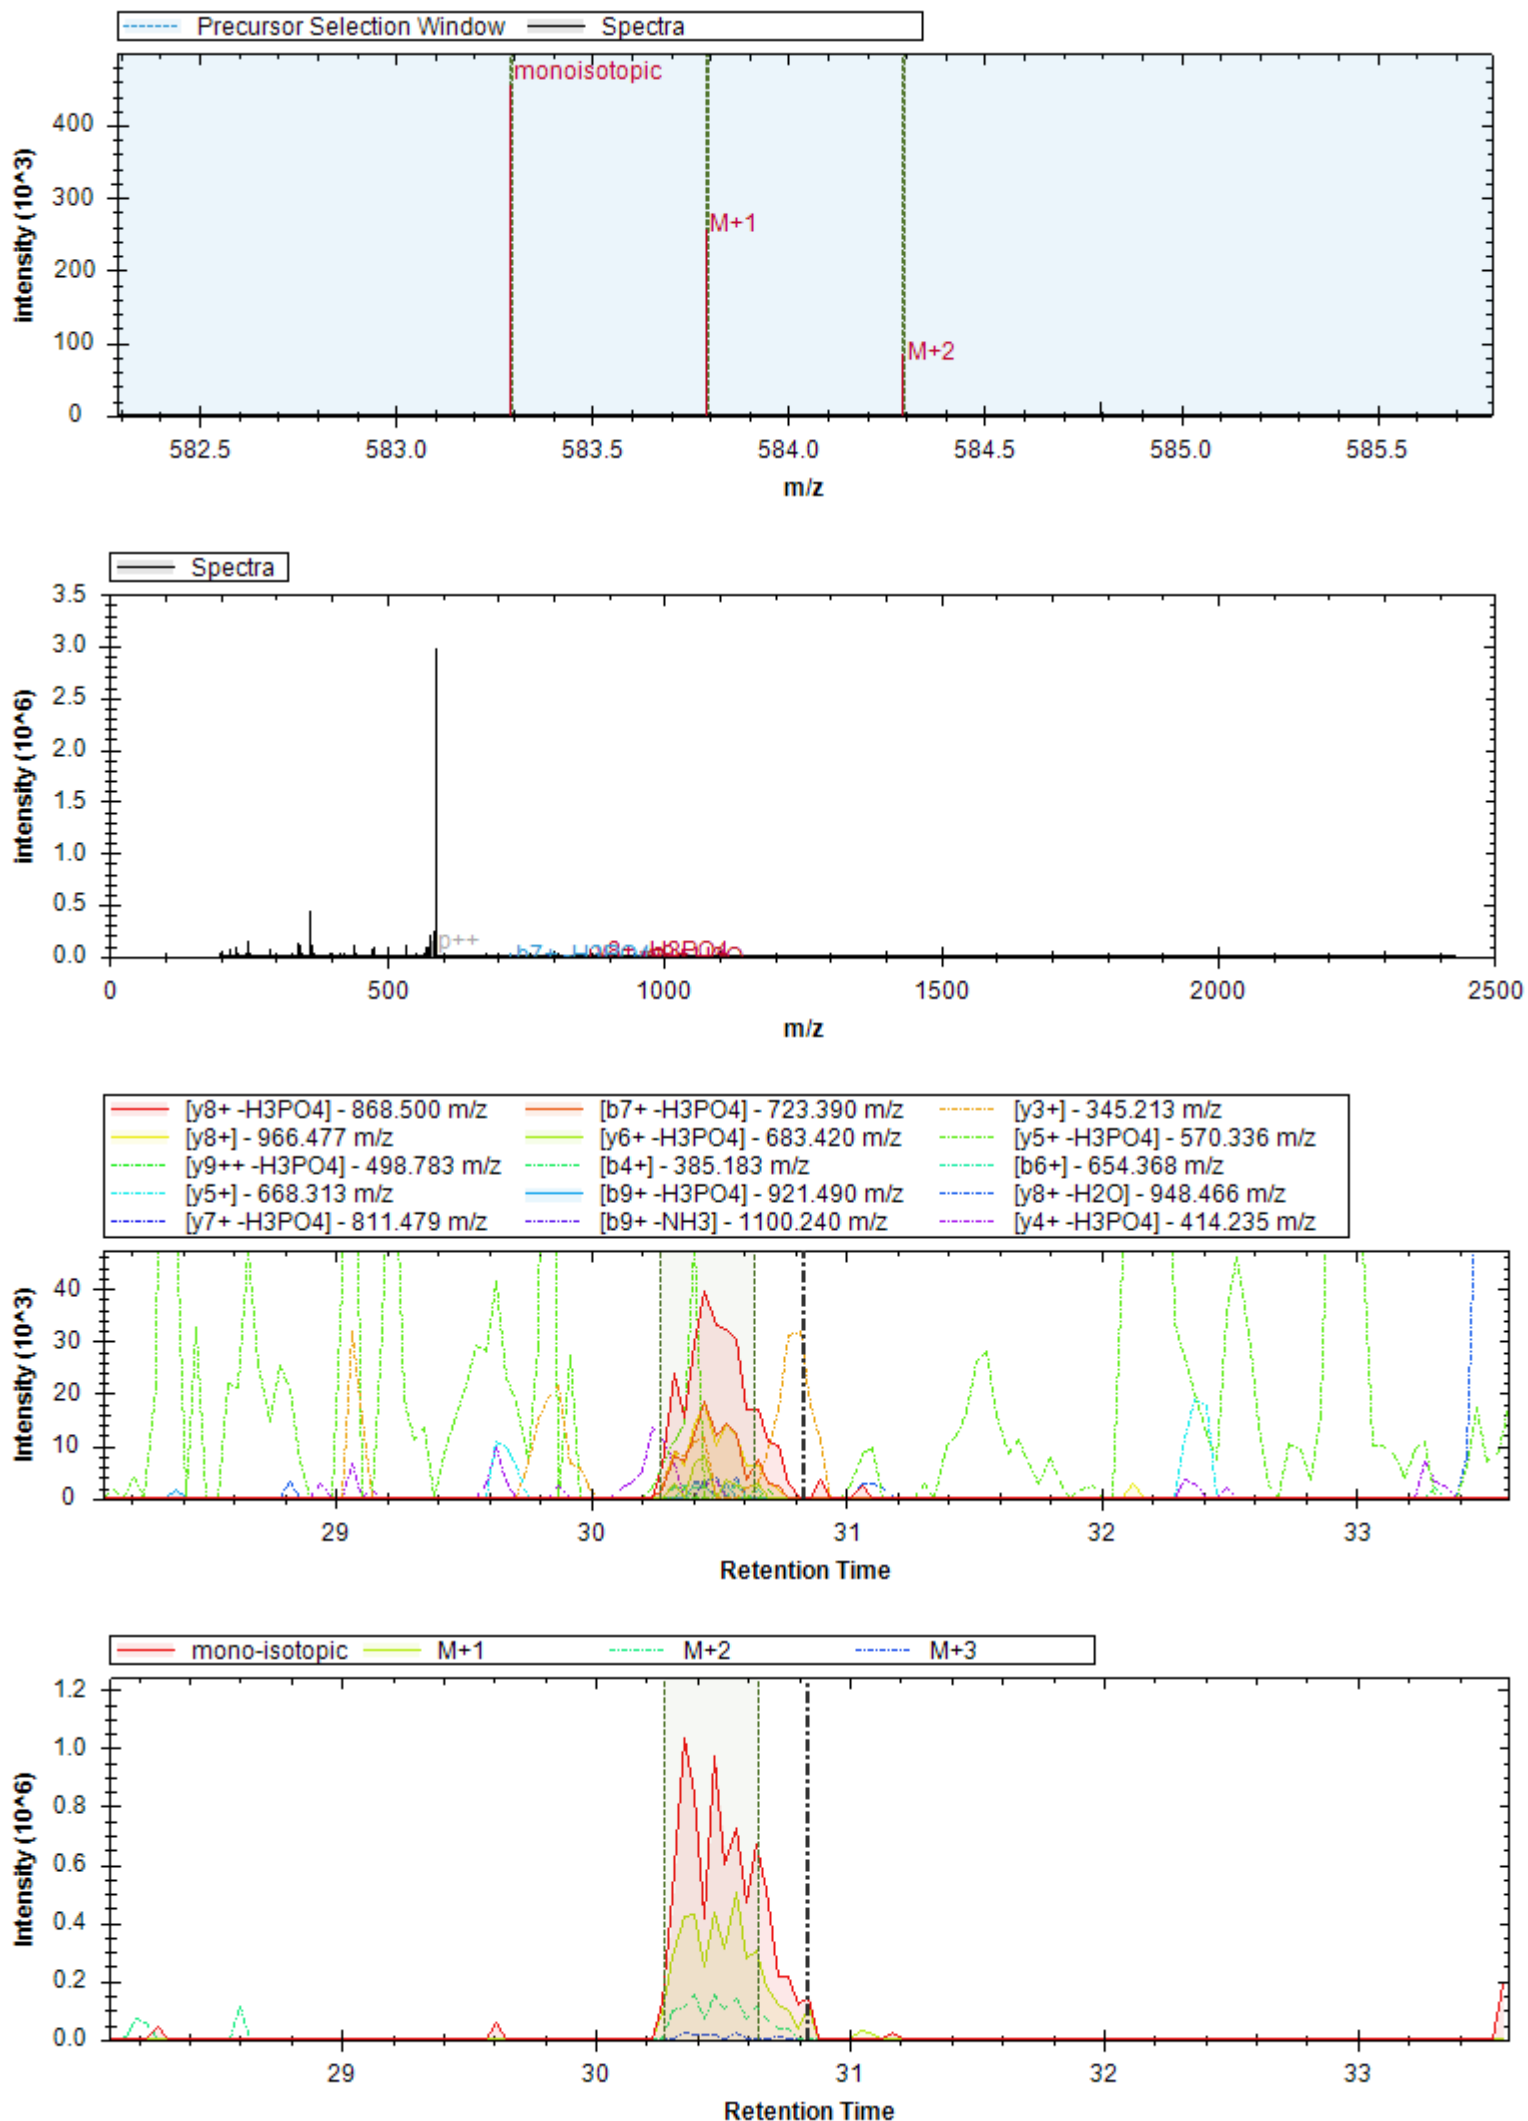 Precursor Selection Window Spectra
monoisotopic
M+1
M+2
intensity (10^3)
400
300
200
100
0
582.5 583.0 583.5 584.0 584.5 585.0 585.5
m/z
Spectra
intensity (10^6)
3.5
3.0
2.5
2.0
1.5
1.0
0.5
0.0
p++
0 500 1000 1500 2000 2500
m/z
[y8+ -H3PO4] - 868.500 m/z [b7+ -H3PO4] - 723.390 m/z [y3+] - 345.213 m/z
[y8+] - 966.477 m/z [y6+ -H3PO4] - 683.420 m/z [y5+ -H3PO4] - 570.336 m/z
[y9++ -H3PO4] - 498.783 m/z [b4+] - 385.183 m/z [b6+] - 654.368 m/z
[y5+] - 668.313 m/z [b9+ -H3PO4] - 921.490 m/z [y8+ -H2O] - 948.466 m/z
[y7+ -H3PO4] - 811.479 m/z [b9+ -NH3] - 1100.240 m/z [y4+ -H3PO4] - 414.235 m/z
Intensity (10^3)
40
30
20
10
0
29 30 31 32 33
Retention Time
mono-isotopic M+1 M+2 M+3
Intensity (10^6)
1.2
1.0
0.8
0.6
0.4
0.2
0.0
29 30 31 32 33
Retention Time